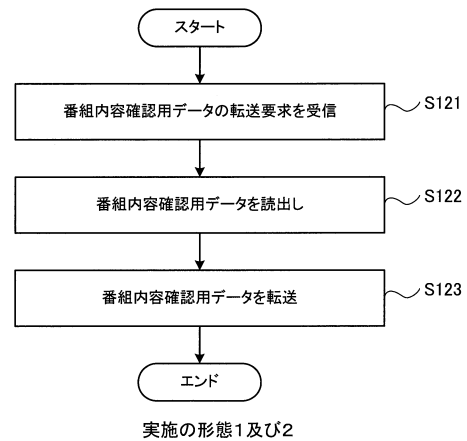 スタート
番組内容確認用データの転送要求を受信
S121
番組内容確認用データを読出し
S122
番組内容確認用データを転送
S123
エンド
実施の形態1及び2